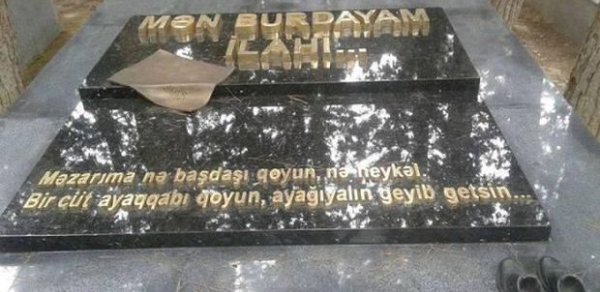 MƏN BURDAYAM
İLAHİ...
Məzarıma nə başdaşı qoyun, nə heykəl.
Bir cüt ayaqqabı qoyun, ayağıyalın geyib getsin...